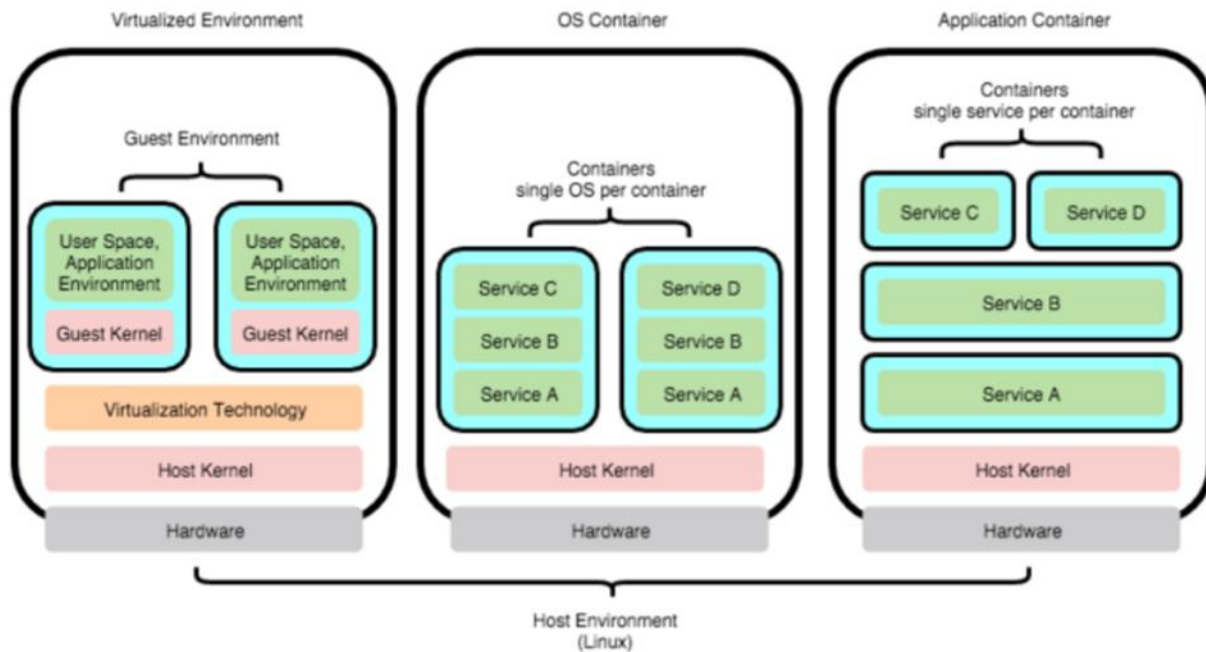 Virtualized Environment
OS Container
Application Container
Guest Environment
User Space,
Application
Environment
Guest Kernel
User Space,
Application
Environment
Guest Kernel
Virtualization Technology
Host Kernel
Hardware
Containers
single OS per container
Service C
Service B
Service A
Service D
Service B
Service A
Host Kernel
Hardware
Containers
single service per container
Service C
Service D
Service B
Service A
Host Kernel
Hardware
Host Environment
(Linux)